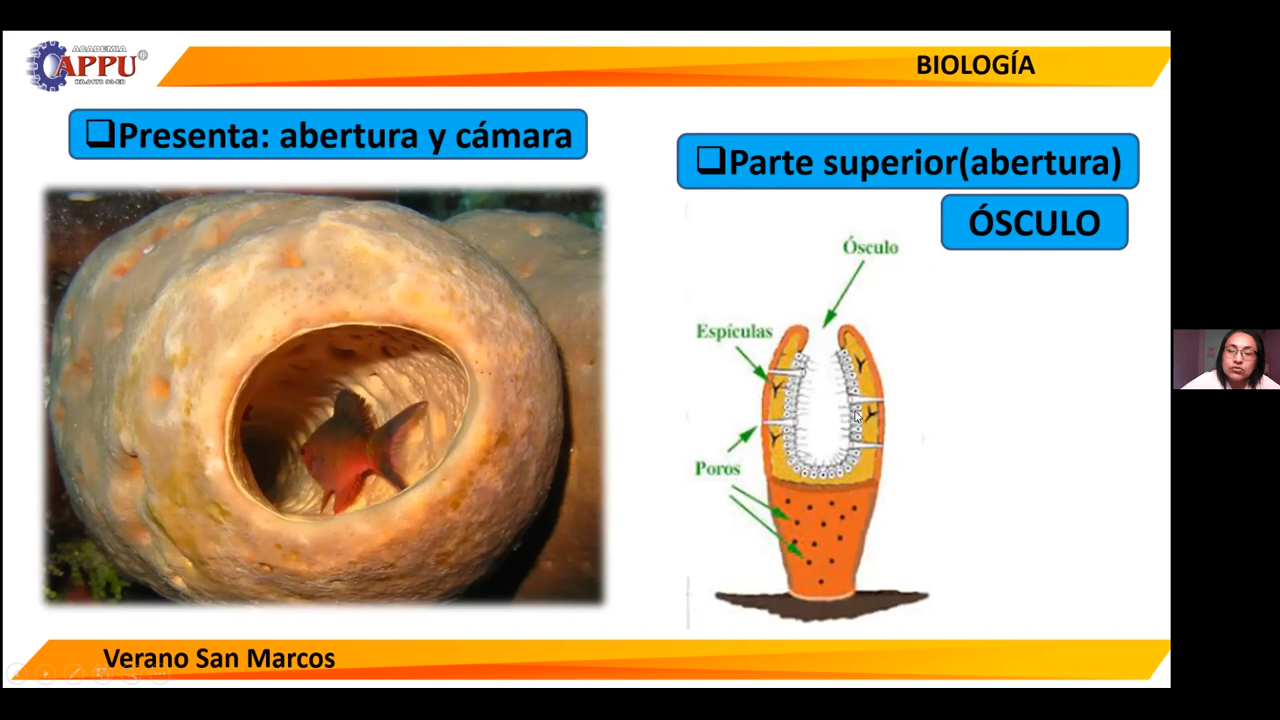 ACADEMIA
APPU
BIOLOGÍA
Presenta: abertura y cámara
Parte superior(abertura)
ÓSCULO
Ósculo
Espículas
Poros
Verano San Marcos